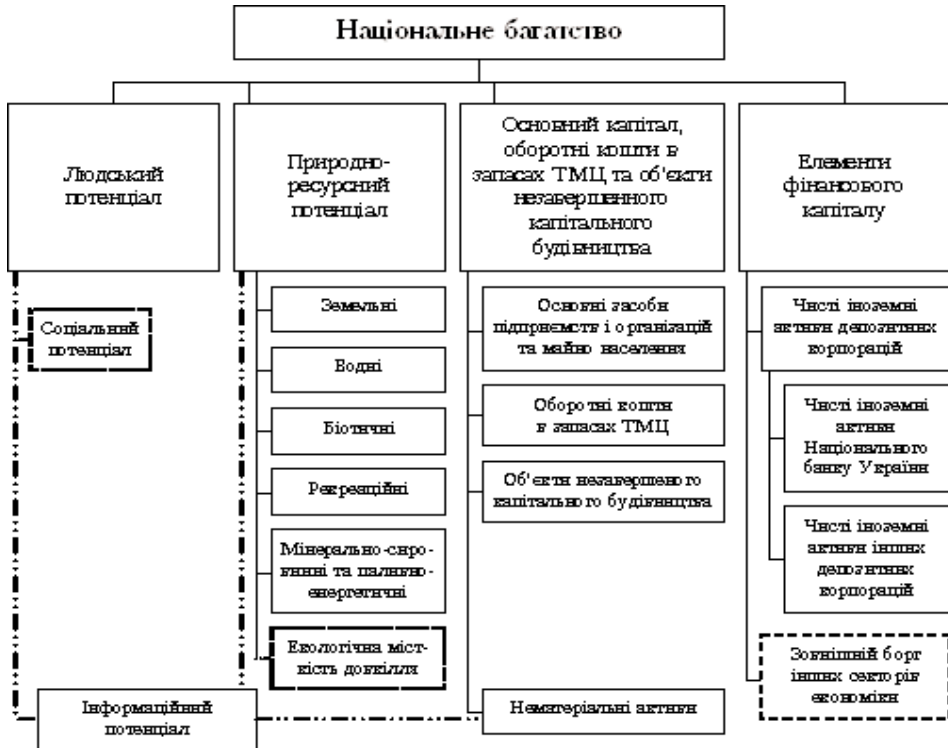 Національне багатство
Людський
потенціал
Природно-
ресурсний
потенціал
Основний капітал,
оборотні кошти в
запасах ТМЦ та об'єкти
незавершенного
капітального
будівництва
Елементи
фінансового
капіталу
Соціальний
потенціал
Земельні
Водні
Біотичні
Рекреаційні
Мінерально-сиро-
винні та паливно-
енергетичні
Екологічна міст-
кість довкілля
Інформаційний
потенціал
Основні засоби
підприємств і організацій
та майно населення
Оборотні кошти
в запасах ТМЦ
Об'єкти незавершеного
капітального будівництва
Нематеріальні активи
Чисті іноземні
активи депозитних
корпорацій
Чисті іноземні
активи
Національного
банку України
Чисті іноземні
активи інших
депозитних
корпорацій
Зовнішній борг
інших секторів
економіки